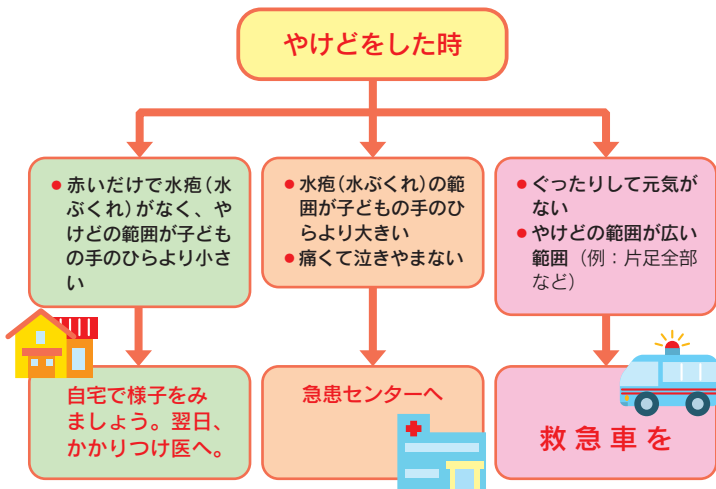 やけどをした時
● 赤いだけで水疱(水
ぶくれ)がなく、や
けどの範囲が子ども
の手のひらより小さ
い
● 水疱(水ぶくれ)の範
囲が子どもの手のひ
らより大きい
● 痛くて泣きやまない
● ぐったりして元気が
ない
● やけどの範囲が広い
範囲(例：片足全部
など)
自宅で様子をみ
ましょう。翌日、
かかりつけ医へ。
急患センターへ
救急車を